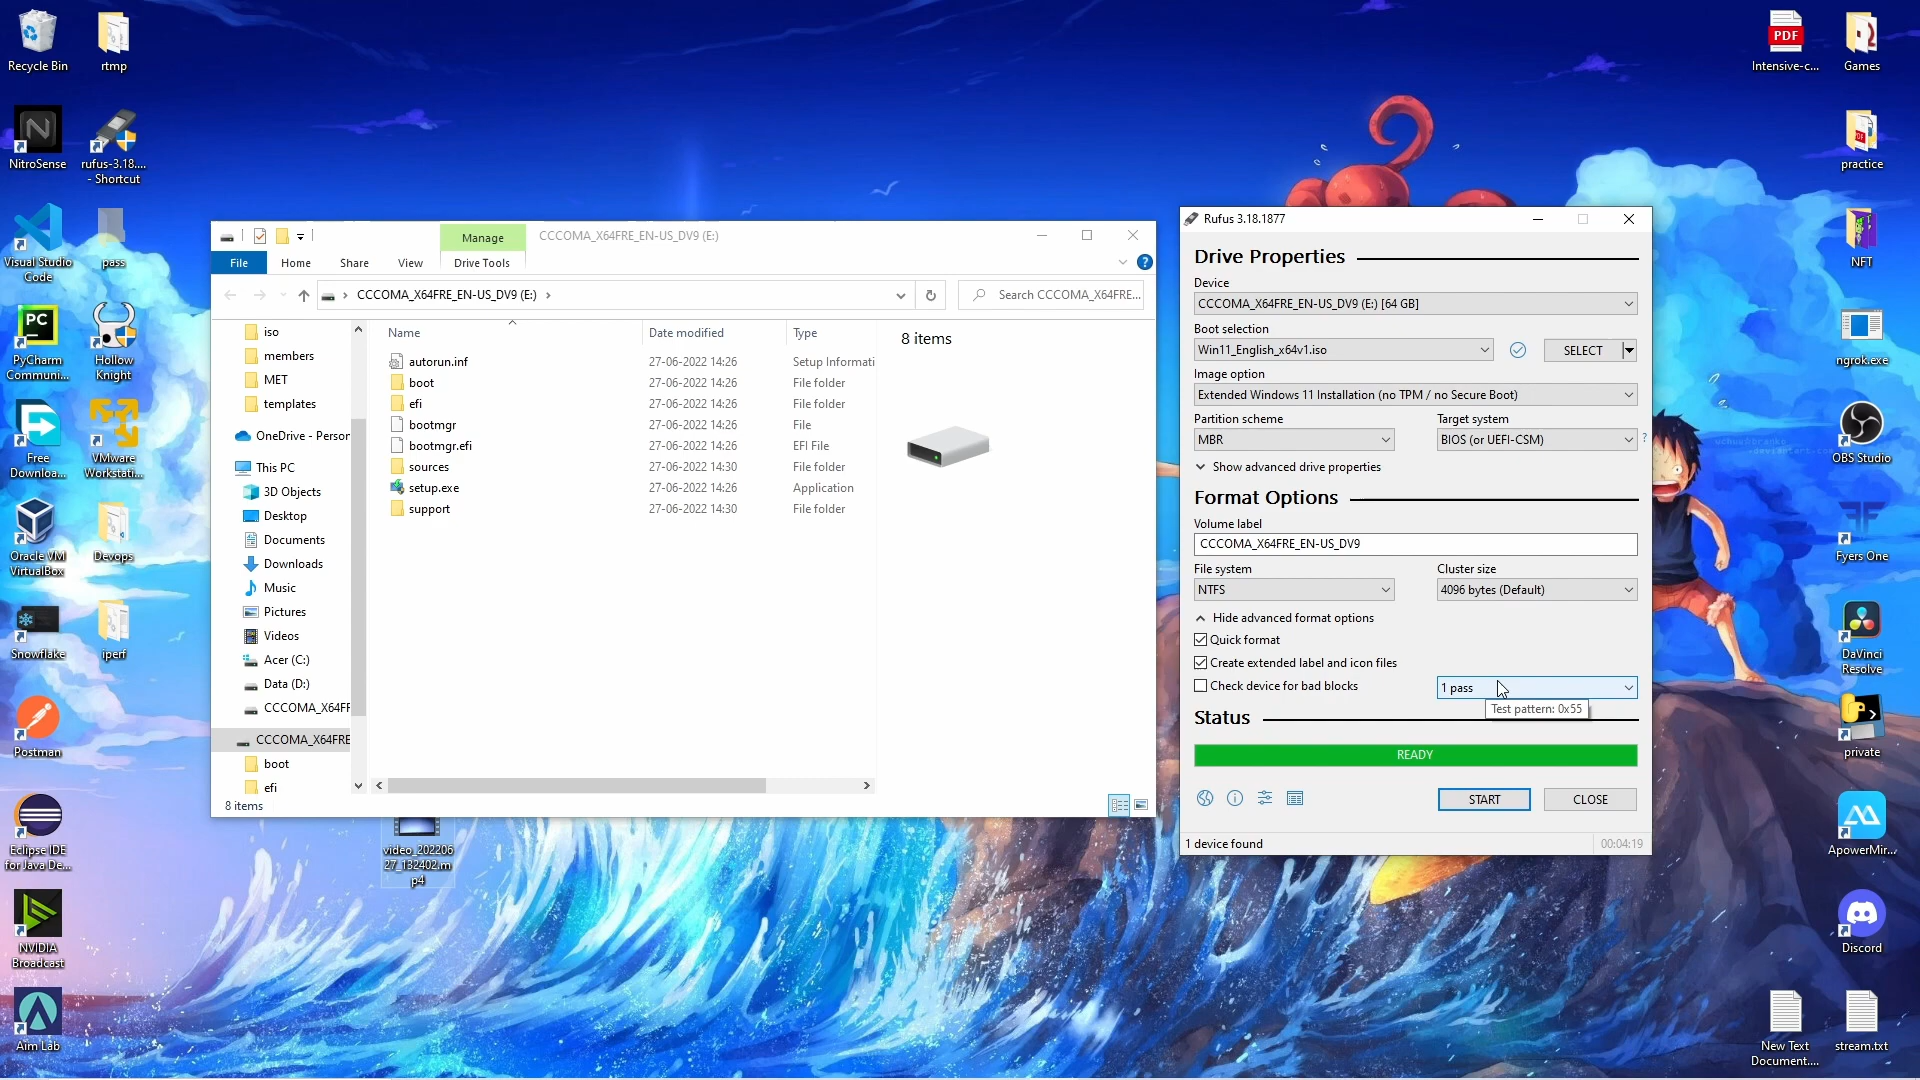 Recycle Bin
rtmp
NitroSense
rufus-3.18....
- Shortcut
Visual Studio
Code
pass
PyCharm
Communi...
Hollow
Knight
Free
Downloa...
VMware
Workstati...
Oracle VM
VirtualBox
Devops
Snowflake
iperf
Postman
Eclipse IDE
for Java De...
NVIDIA
Broadcast
Aim Lab
video_202206
27_132402.m
p4
Manage
CCCOMA_X64FRE_EN-US_DV9 (E:)
File
Home
Share
View
Drive Tools
CCCOMA_X64FRE_EN-US_DV9 (E:)
Search CCCOMA_X64FRE...
iso
members
MET
templates
OneDrive - Person
This PC
3D Objects
Desktop
Documents
Downloads
Music
Pictures
Videos
Acer (C:)
Data (D:)
CCCOMA_X64FF
CCCOMA_X64FRE
boot
efi
Name
Date modified
Type
autorun.inf 27-06-2022 14:26 Setup Informati
boot 27-06-2022 14:26 File folder
efi 27-06-2022 14:26 File folder
bootmgr 27-06-2022 14:26 File
bootmgr.efi 27-06-2022 14:26 EFI File
sources 27-06-2022 14:30 File folder
setup.exe 27-06-2022 14:26 Application
support 27-06-2022 14:30 File folder
8 items
8 items
Rufus 3.18.1877
Drive Properties
Device
CCCOMA_X64FRE_EN-US_DV9 (E:) [64 GB]
Boot selection
Win11_English_x64v1.iso
SELECT
Image option
Extended Windows 11 Installation (no TPM / no Secure Boot)
Partition scheme
Target system
MBR
BIOS (or UEFI-CSM)
?
Show advanced drive properties
Format Options
Volume label
CCCOMA_X64FRE_EN-US_DV9
File system
Cluster size
NTFS
4096 bytes (Default)
Hide advanced format options
Quick format
Create extended label and icon files
Check device for bad blocks
1 pass
Test pattern: 0x55
Status
READY
START
CLOSE
1 device found
00:04:19
PDF
Intensive-c...
Games
practice
NFT
ngrok.exe
OBS Studio
Fyers One
DaVinci
Resolve
private
ApowerMir...
Discord
New Text
Document....
stream.txt